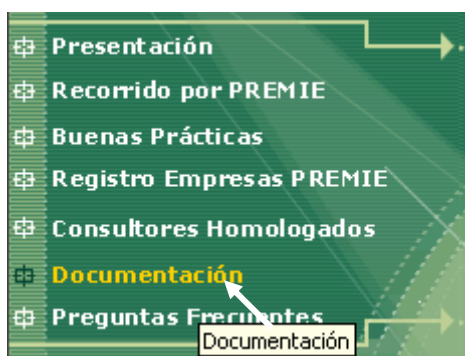 Presentación
Recorrido por PREMIE
Buenas Prácticas
Registro Empresas PREMIE
Consultores Homologados
Documentación
Preguntas Frecuentes
Documentación